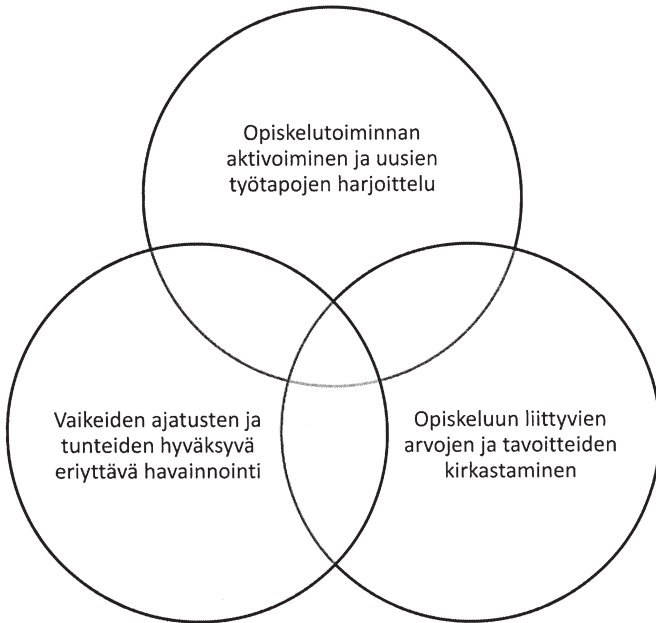 Opiskelutoiminnan
aktivoiminen ja uusien
työtapojen harjoittelu
Vaikeiden ajatusten ja
tunteiden hyväksyvä
eriyttävä havainnointi
Opiskeluun liittyvien
arvojen ja tavoitteiden
kirkastaminen